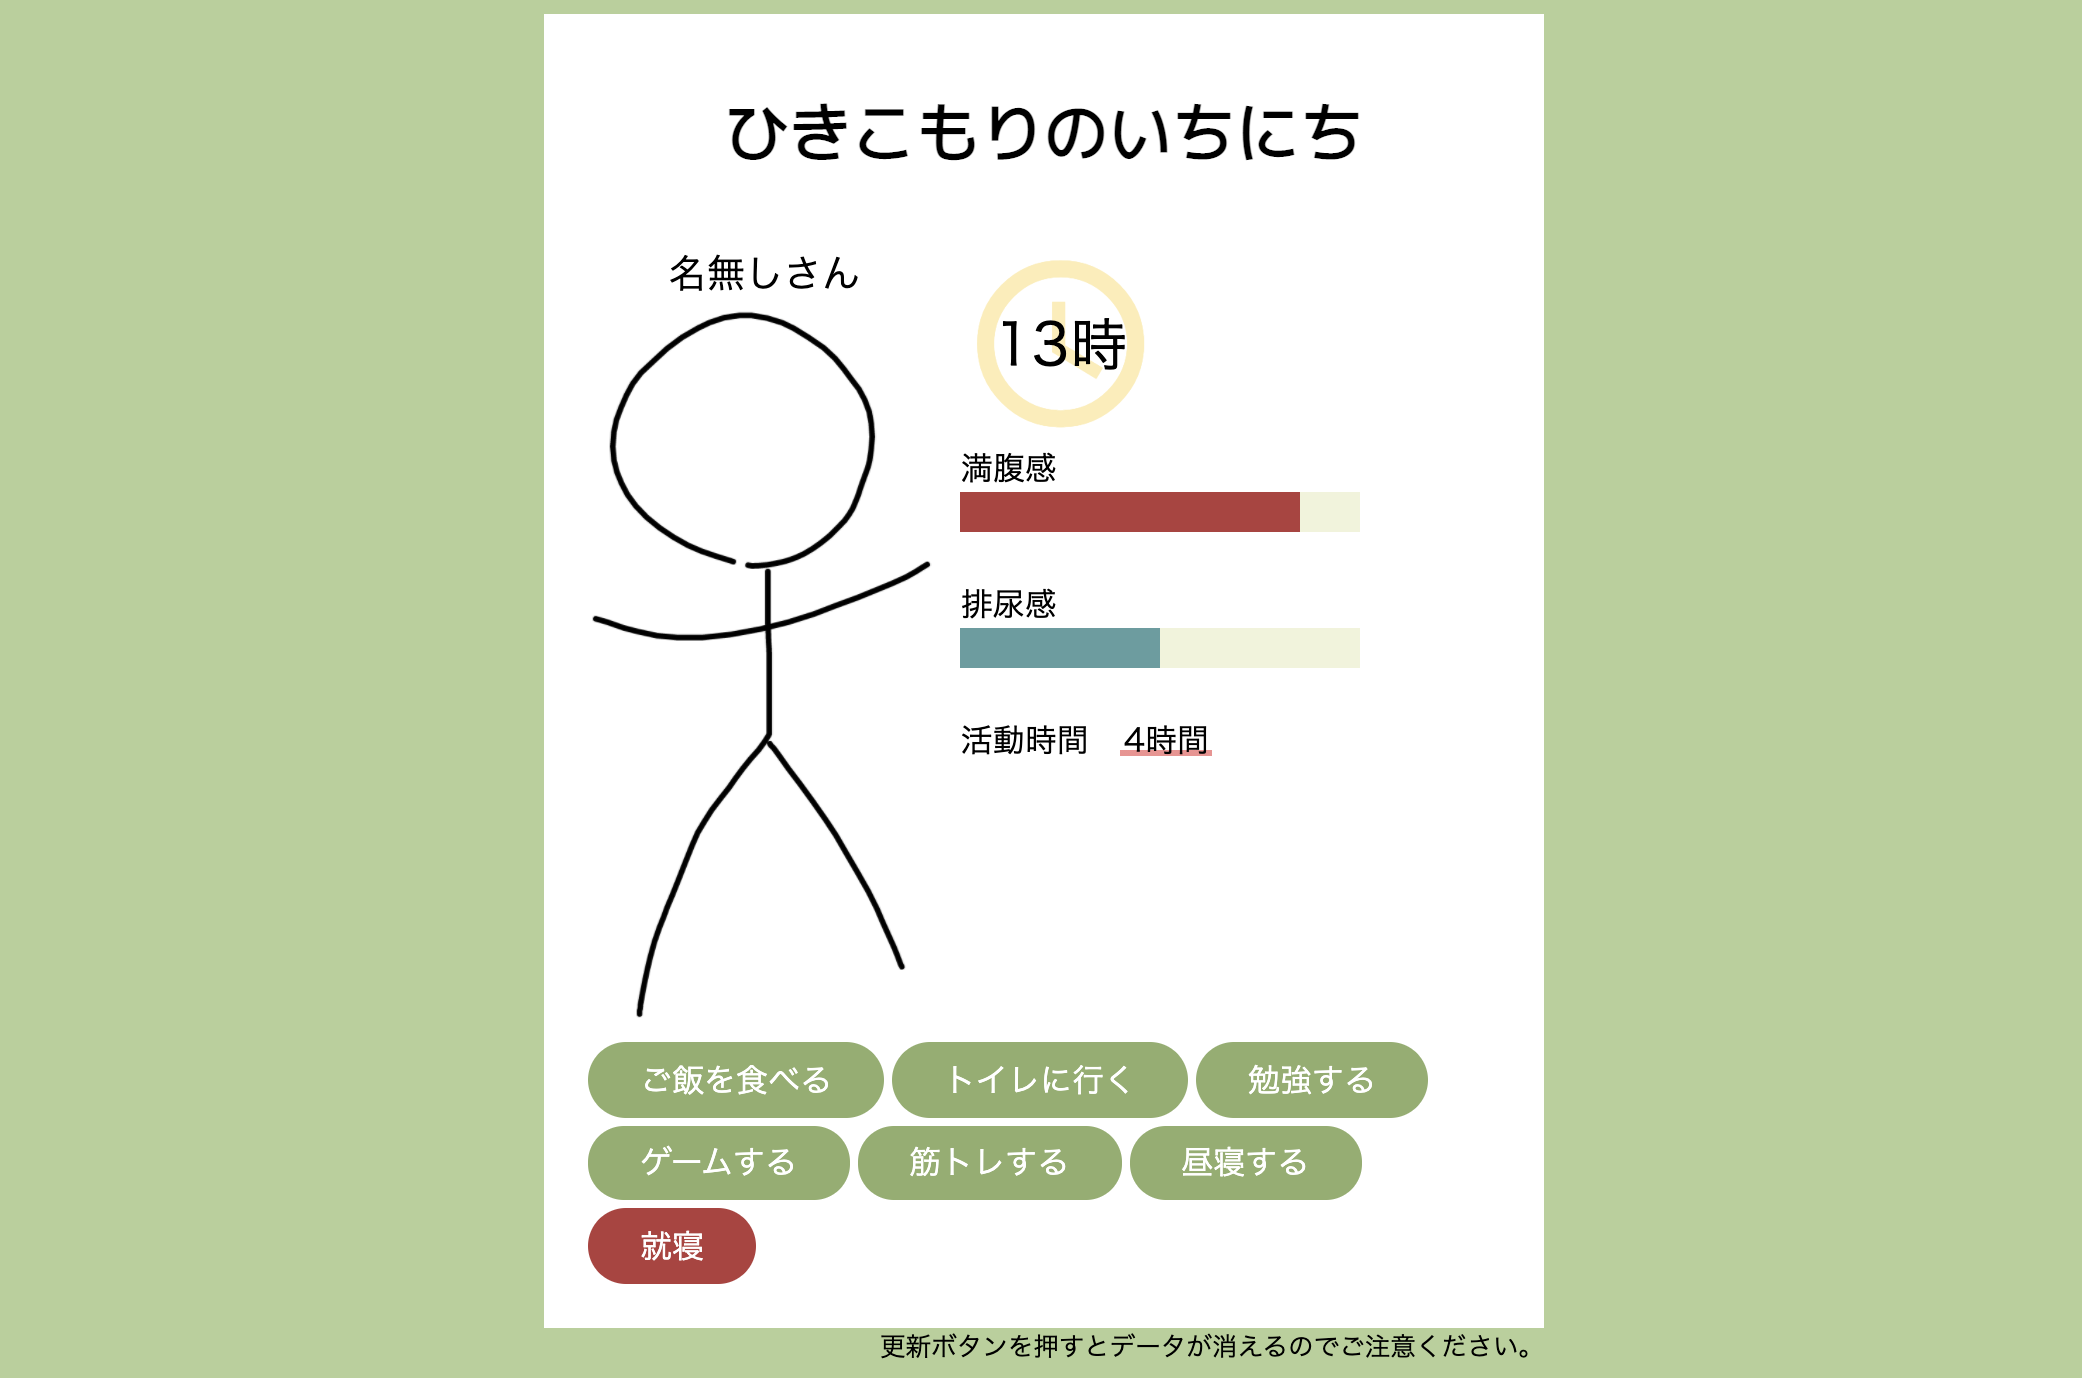 ひきこもりのいちにち
名無しさん
13時
満腹感
排尿感
活動時間　4時間
ご飯を食べる トイレに行く 勉強する
ゲームする 筋トレする 昼寝する
就寝
更新ボタンを押すとデータが消えるのでご注意ください。